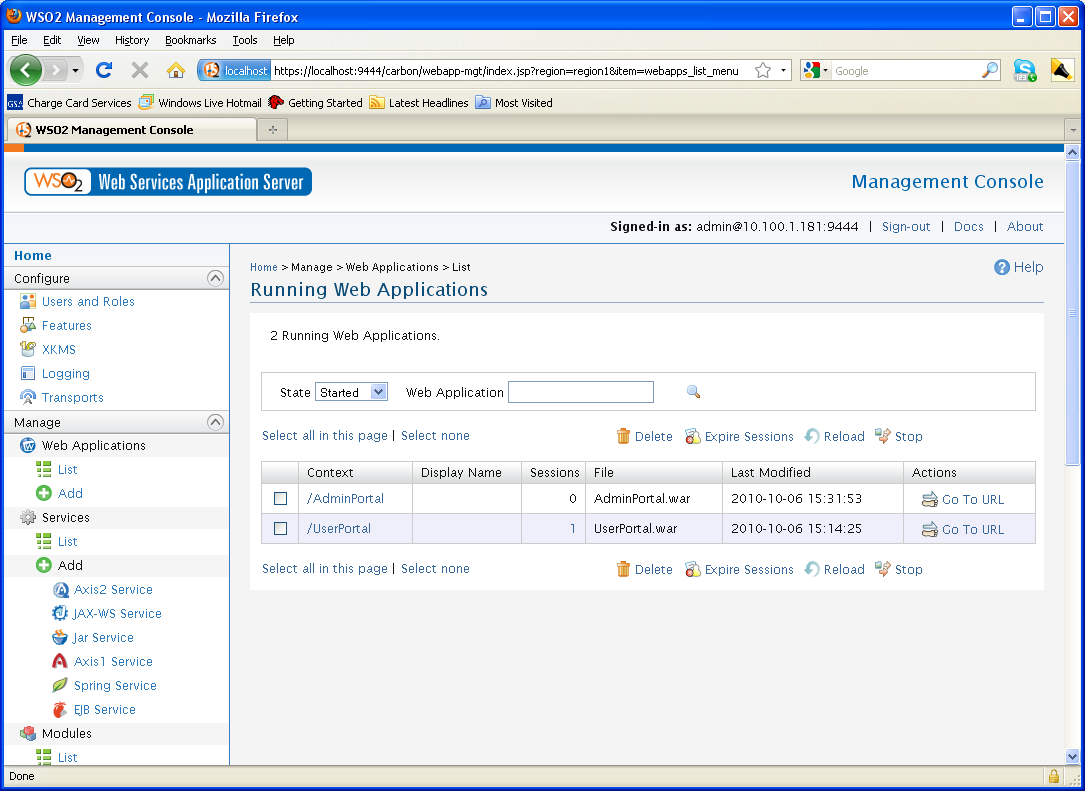 WSO2 Management Console - Mozilla Firefox
File Edit View History Bookmarks Tools Help
localhost https://localhost:9444/carbon/webapp-mgt/index.jsp?region=region1&item=webapps_list_menu Google
Charge Card Services Windows Live Hotmail Getting Started Latest Headlines Most Visited
WSO2 Management Console
WSO2 Web Services Application Server
Management Console
Signed-in as: admin@10.100.1.181:9444 | Sign-out | Docs | About
Home
Configure
Users and Roles
Features
XKMS
Logging
Transports
Manage
Web Applications
List
Add
Services
List
Add
Axis2 Service
JAX-WS Service
Jar Service
Axis1 Service
Spring Service
EJB Service
Modules
List
Home > Manage > Web Applications > List
Help
Running Web Applications
2 Running Web Applications.
State Started Web Application
Select all in this page | Select none Delete Expire Sessions Reload Stop
Context Display Name Sessions File Last Modified Actions
/AdminPortal 0 AdminPortal.war 2010-10-06 15:31:53 Go To URL
/UserPortal 1 UserPortal.war 2010-10-06 15:14:25 Go To URL
Select all in this page | Select none Delete Expire Sessions Reload Stop
Done